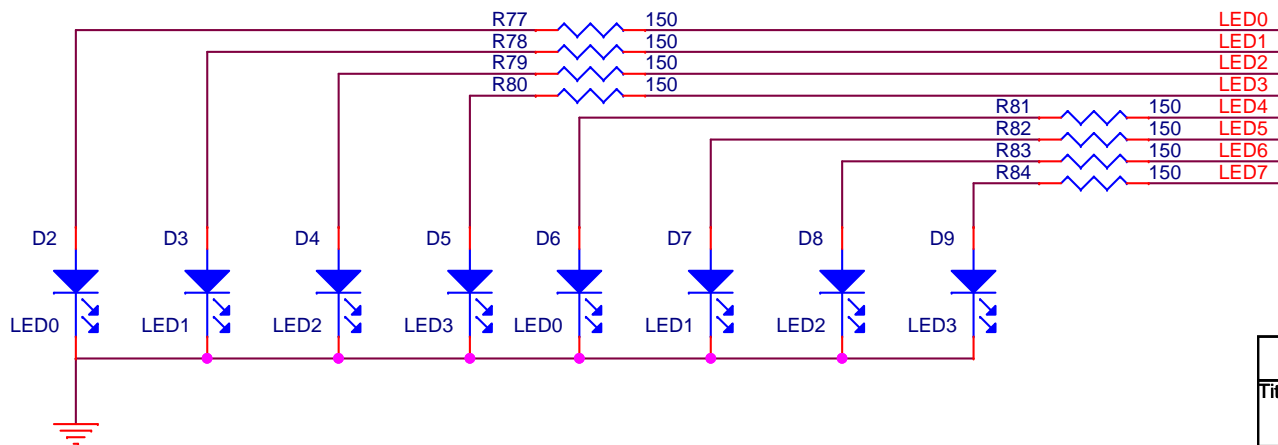 R77 150 LED0
R78 150 LED1
R79 150 LED2
R80 150 LED3
R81 150 LED4
R82 150 LED5
R83 150 LED6
R84 150 LED7
D2 D3 D4 D5 D6 D7 D8 D9
LED0 LED1 LED2 LED3 LED0 LED1 LED2 LED3